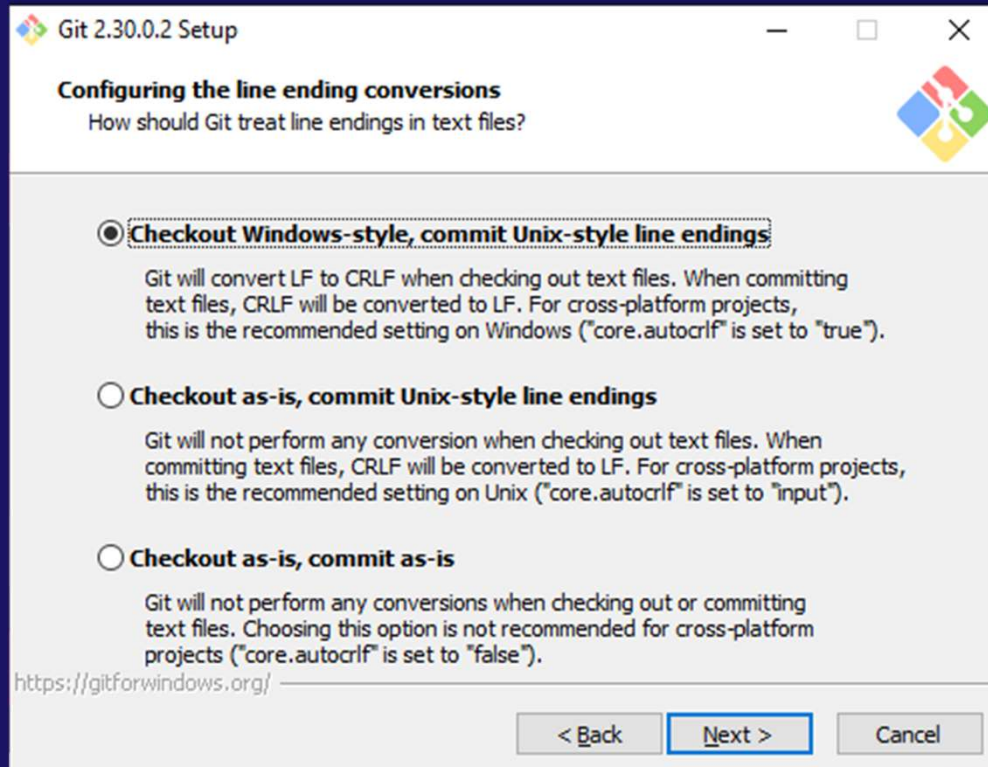 Git 2.30.0.2 Setup
Configuring the line ending conversions
How should Git treat line endings in text files?
Checkout Windows-style, commit Unix-style line endings
Git will convert LF to CRLF when checking out text files. When committing
text files, CRLF will be converted to LF. For cross-platform projects,
this is the recommended setting on Windows ("core.autocrlf" is set to "true").
Checkout as-is, commit Unix-style line endings
Git will not perform any conversion when checking out text files. When
committing text files, CRLF will be converted to LF. For cross-platform projects,
this is the recommended setting on Unix ("core.autocrlf" is set to "input").
Checkout as-is, commit as-is
Git will not perform any conversions when checking out or committing
text files. Choosing this option is not recommended for cross-platform
projects ("core.autocrlf" is set to "false").
https://gitforwindows.org/
< Back Next > Cancel